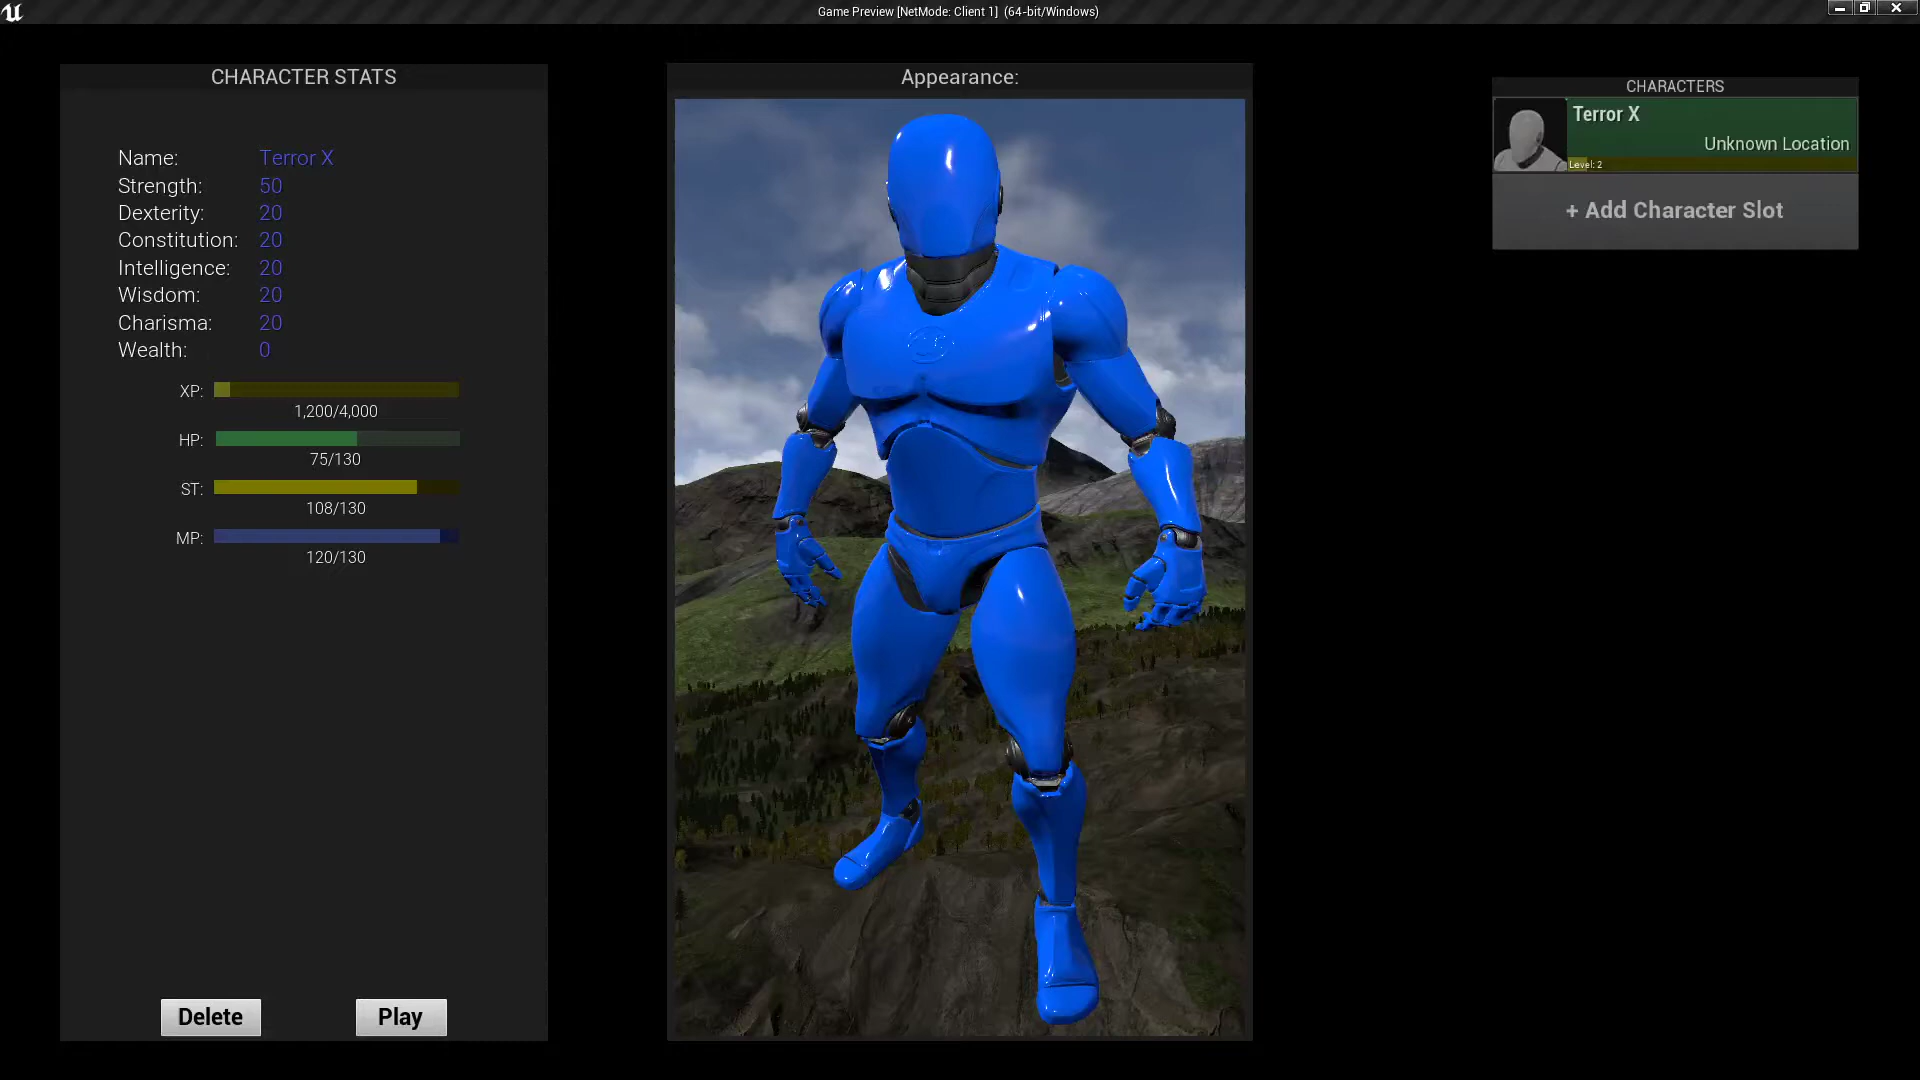 Game Preview [NetMode: Client 1] (64-bit/Windows)
CHARACTER STATS
Name: Terror X
Strength: 50
Dexterity: 20
Constitution: 20
Intelligence: 20
Wisdom: 20
Charisma: 20
Wealth: 0
XP:
1,200/4,000
HP:
75/130
ST:
108/130
MP:
120/130
Delete
Play
Appearance:
CHARACTERS
Terror X
Unknown Location
Level: 2
+ Add Character Slot